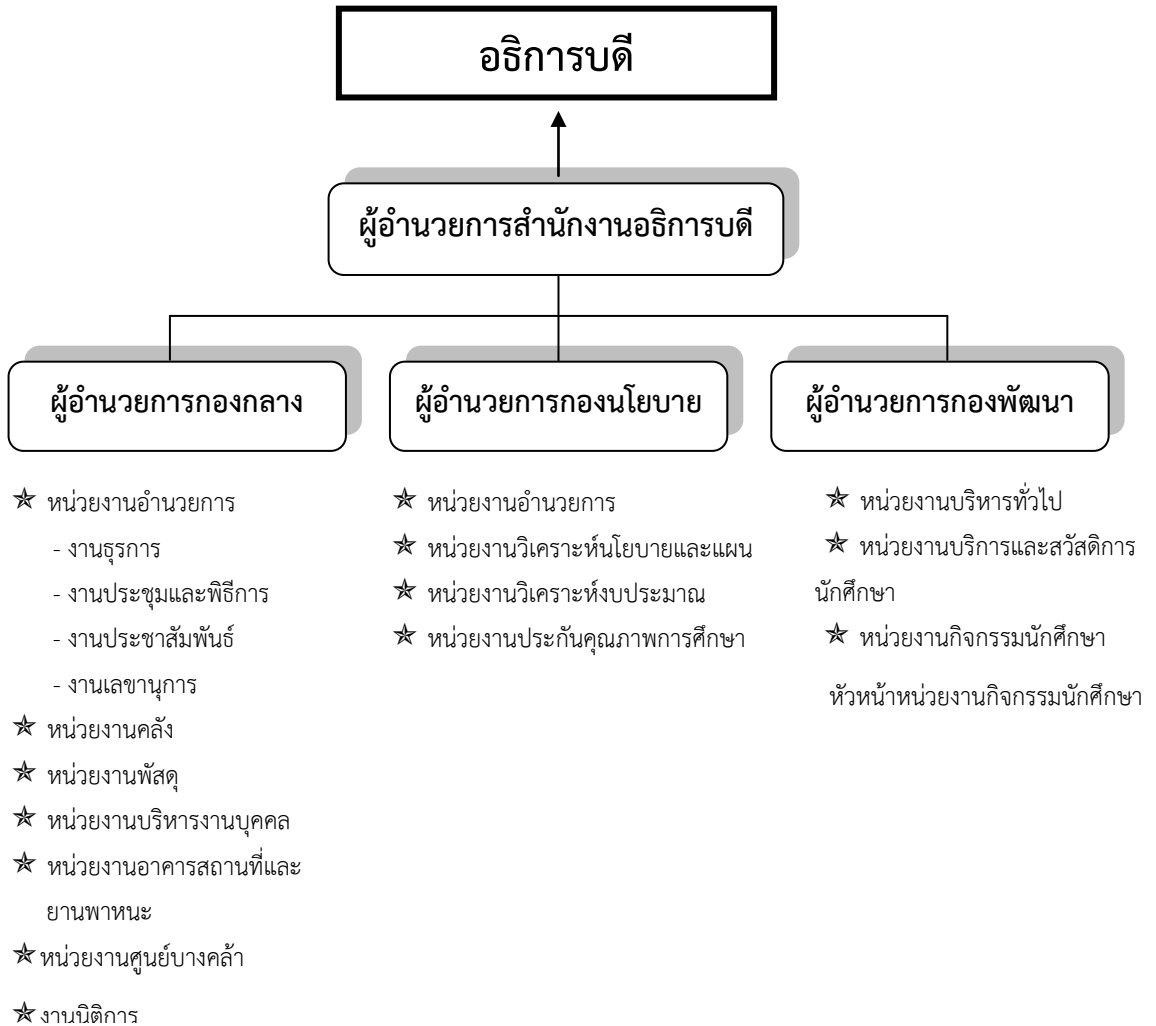 อธิการบดี
ผู้อำนวยการสำนักงานอธิการบดี
ผู้อำนวยการกองกลาง
★ หน่วยงานอำนวยการ
- งานธุรการ
- งานประชุมและพิธีการ
- งานประชาสัมพันธ์
- งานเลขานุการ
★ หน่วยงานคลัง
★ หน่วยงานพัสดุ
★ หน่วยงานบริหารงานบุคคล
★ หน่วยงานอาคารสถานที่และ
ยานพาหนะ
★ หน่วยงานศูนย์บางคล้า
★ งานนิติการ
ผู้อำนวยการกองนโยบาย
★ หน่วยงานอำนวยการ
★ หน่วยงานวิเคราะห์นโยบายและแผน
★ หน่วยงานวิเคราะห์งบประมาณ
★ หน่วยงานประกันคุณภาพการศึกษา
ผู้อำนวยการกองพัฒนา
★ หน่วยงานบริหารทั่วไป
★ หน่วยงานบริการและสวัสดิการ
นักศึกษา
★ หน่วยงานกิจกรรมนักศึกษา
หัวหน้าหน่วยงานกิจกรรมนักศึกษา